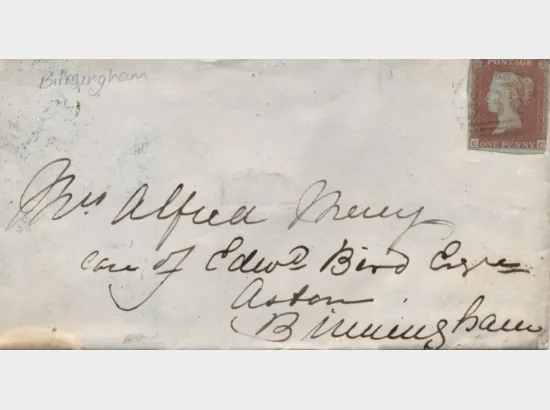 Birmingham
POSTAGE
ONE PENNY
Mrs Alfred
care of Edwd Bird Esqre
Aston
Birmingham